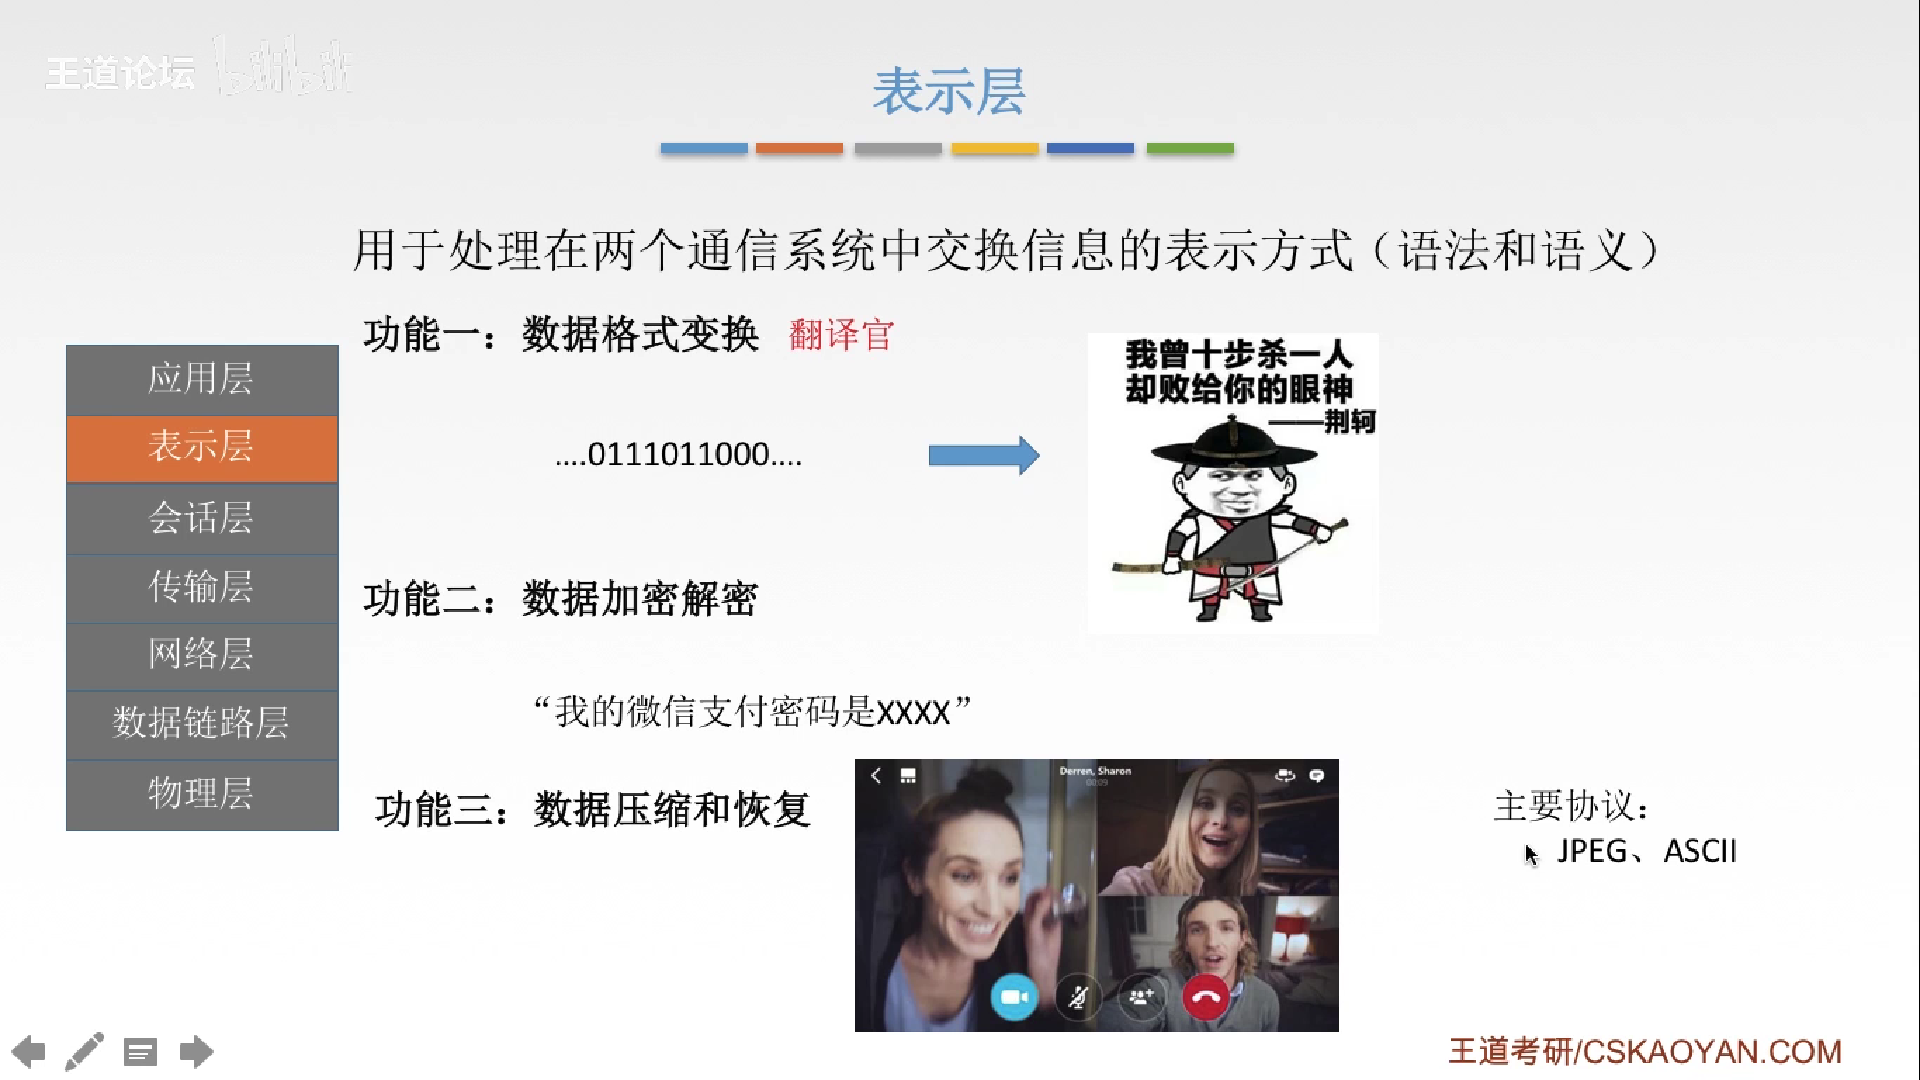 王道论坛 bilibili
表示层
用于处理在两个通信系统中交换信息的表示方式（语法和语义）
功能一：数据格式变换 翻译官
应用层
表示层
会话层
传输层
网络层
数据链路层
物理层
....0111011000....
我曾十步杀一人
却败给你的眼神
——荆轲
功能二：数据加密解密
“我的微信支付密码是XXXX”
功能三：数据压缩和恢复
Derren, Sharon
00:09
主要协议：
JPEG、ASCII
王道考研/CSKAOYAN.COM